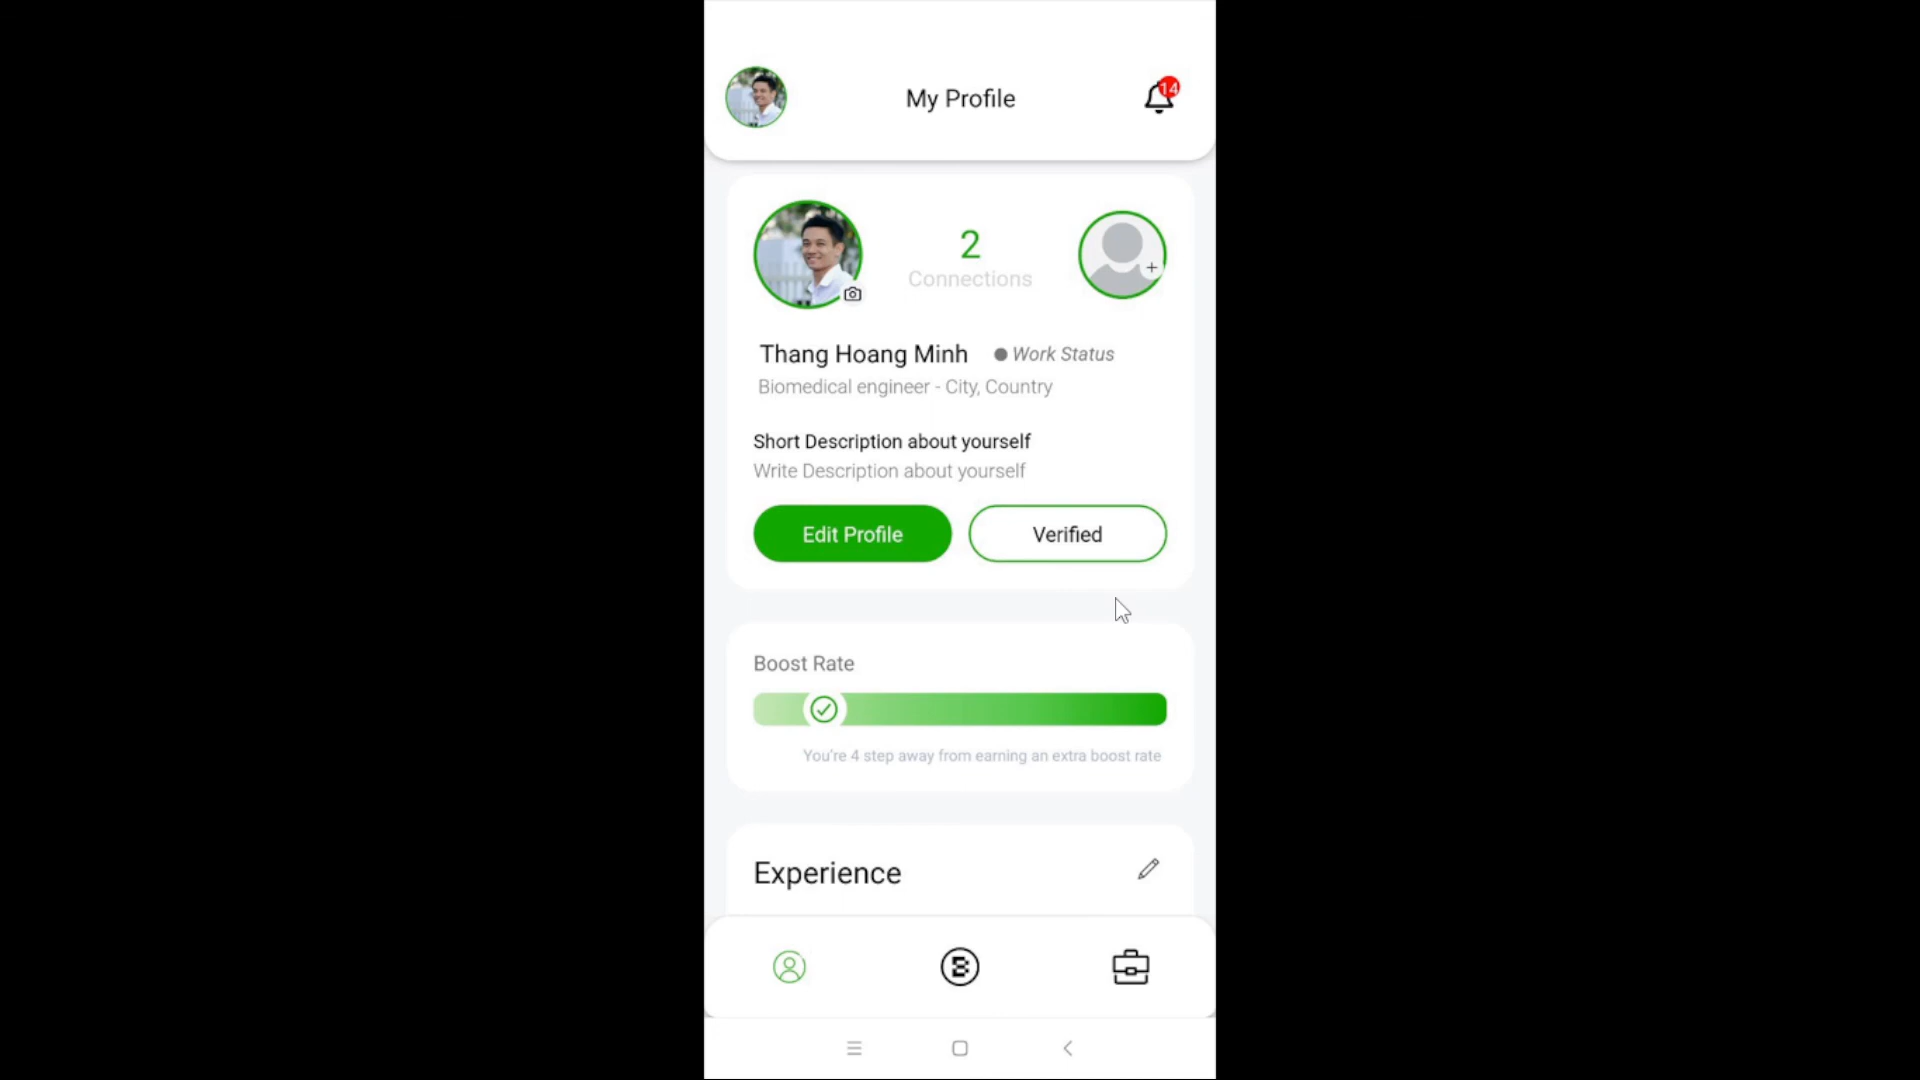 My Profile
14
2
Connections
Thang Hoang Minh
Work Status
Biomedical engineer - City, Country
Short Description about yourself
Write Description about yourself
Edit Profile
Verified
Boost Rate
You're 4 step away from earning an extra boost rate
Experience
B